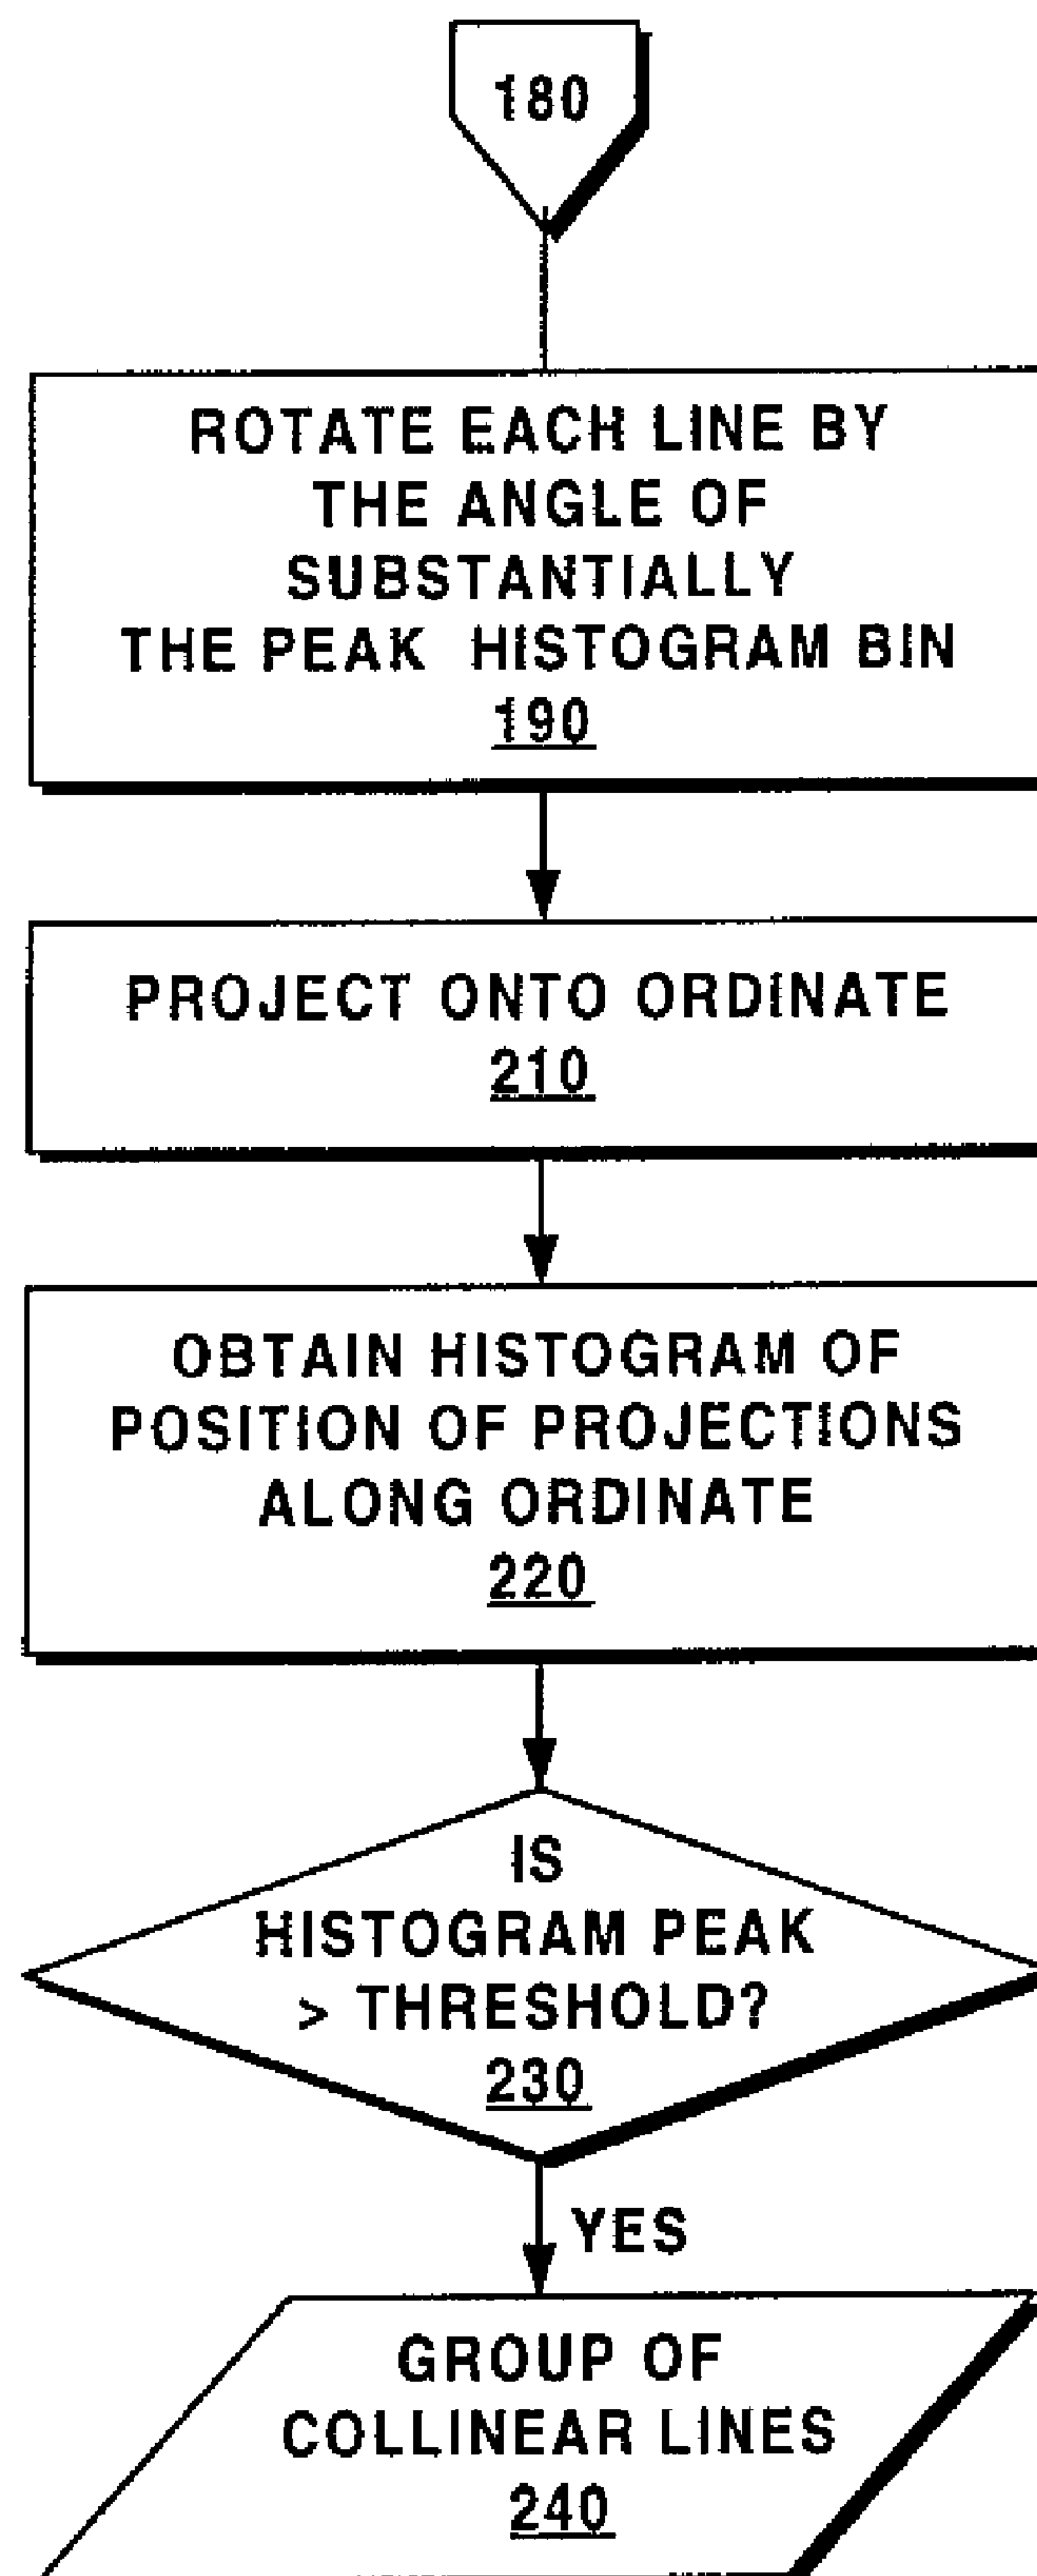 180
ROTATE EACH LINE BY
THE ANGLE OF
SUBSTANTIALLY
THE PEAK HISTOGRAM BIN
190
PROJECT ONTO ORDINATE
210
OBTAIN HISTOGRAM OF
POSITION OF PROJECTIONS
ALONG ORDINATE
220
IS
HISTOGRAM PEAK
> THRESHOLD?
230
YES
GROUP OF
COLLINEAR LINES
240